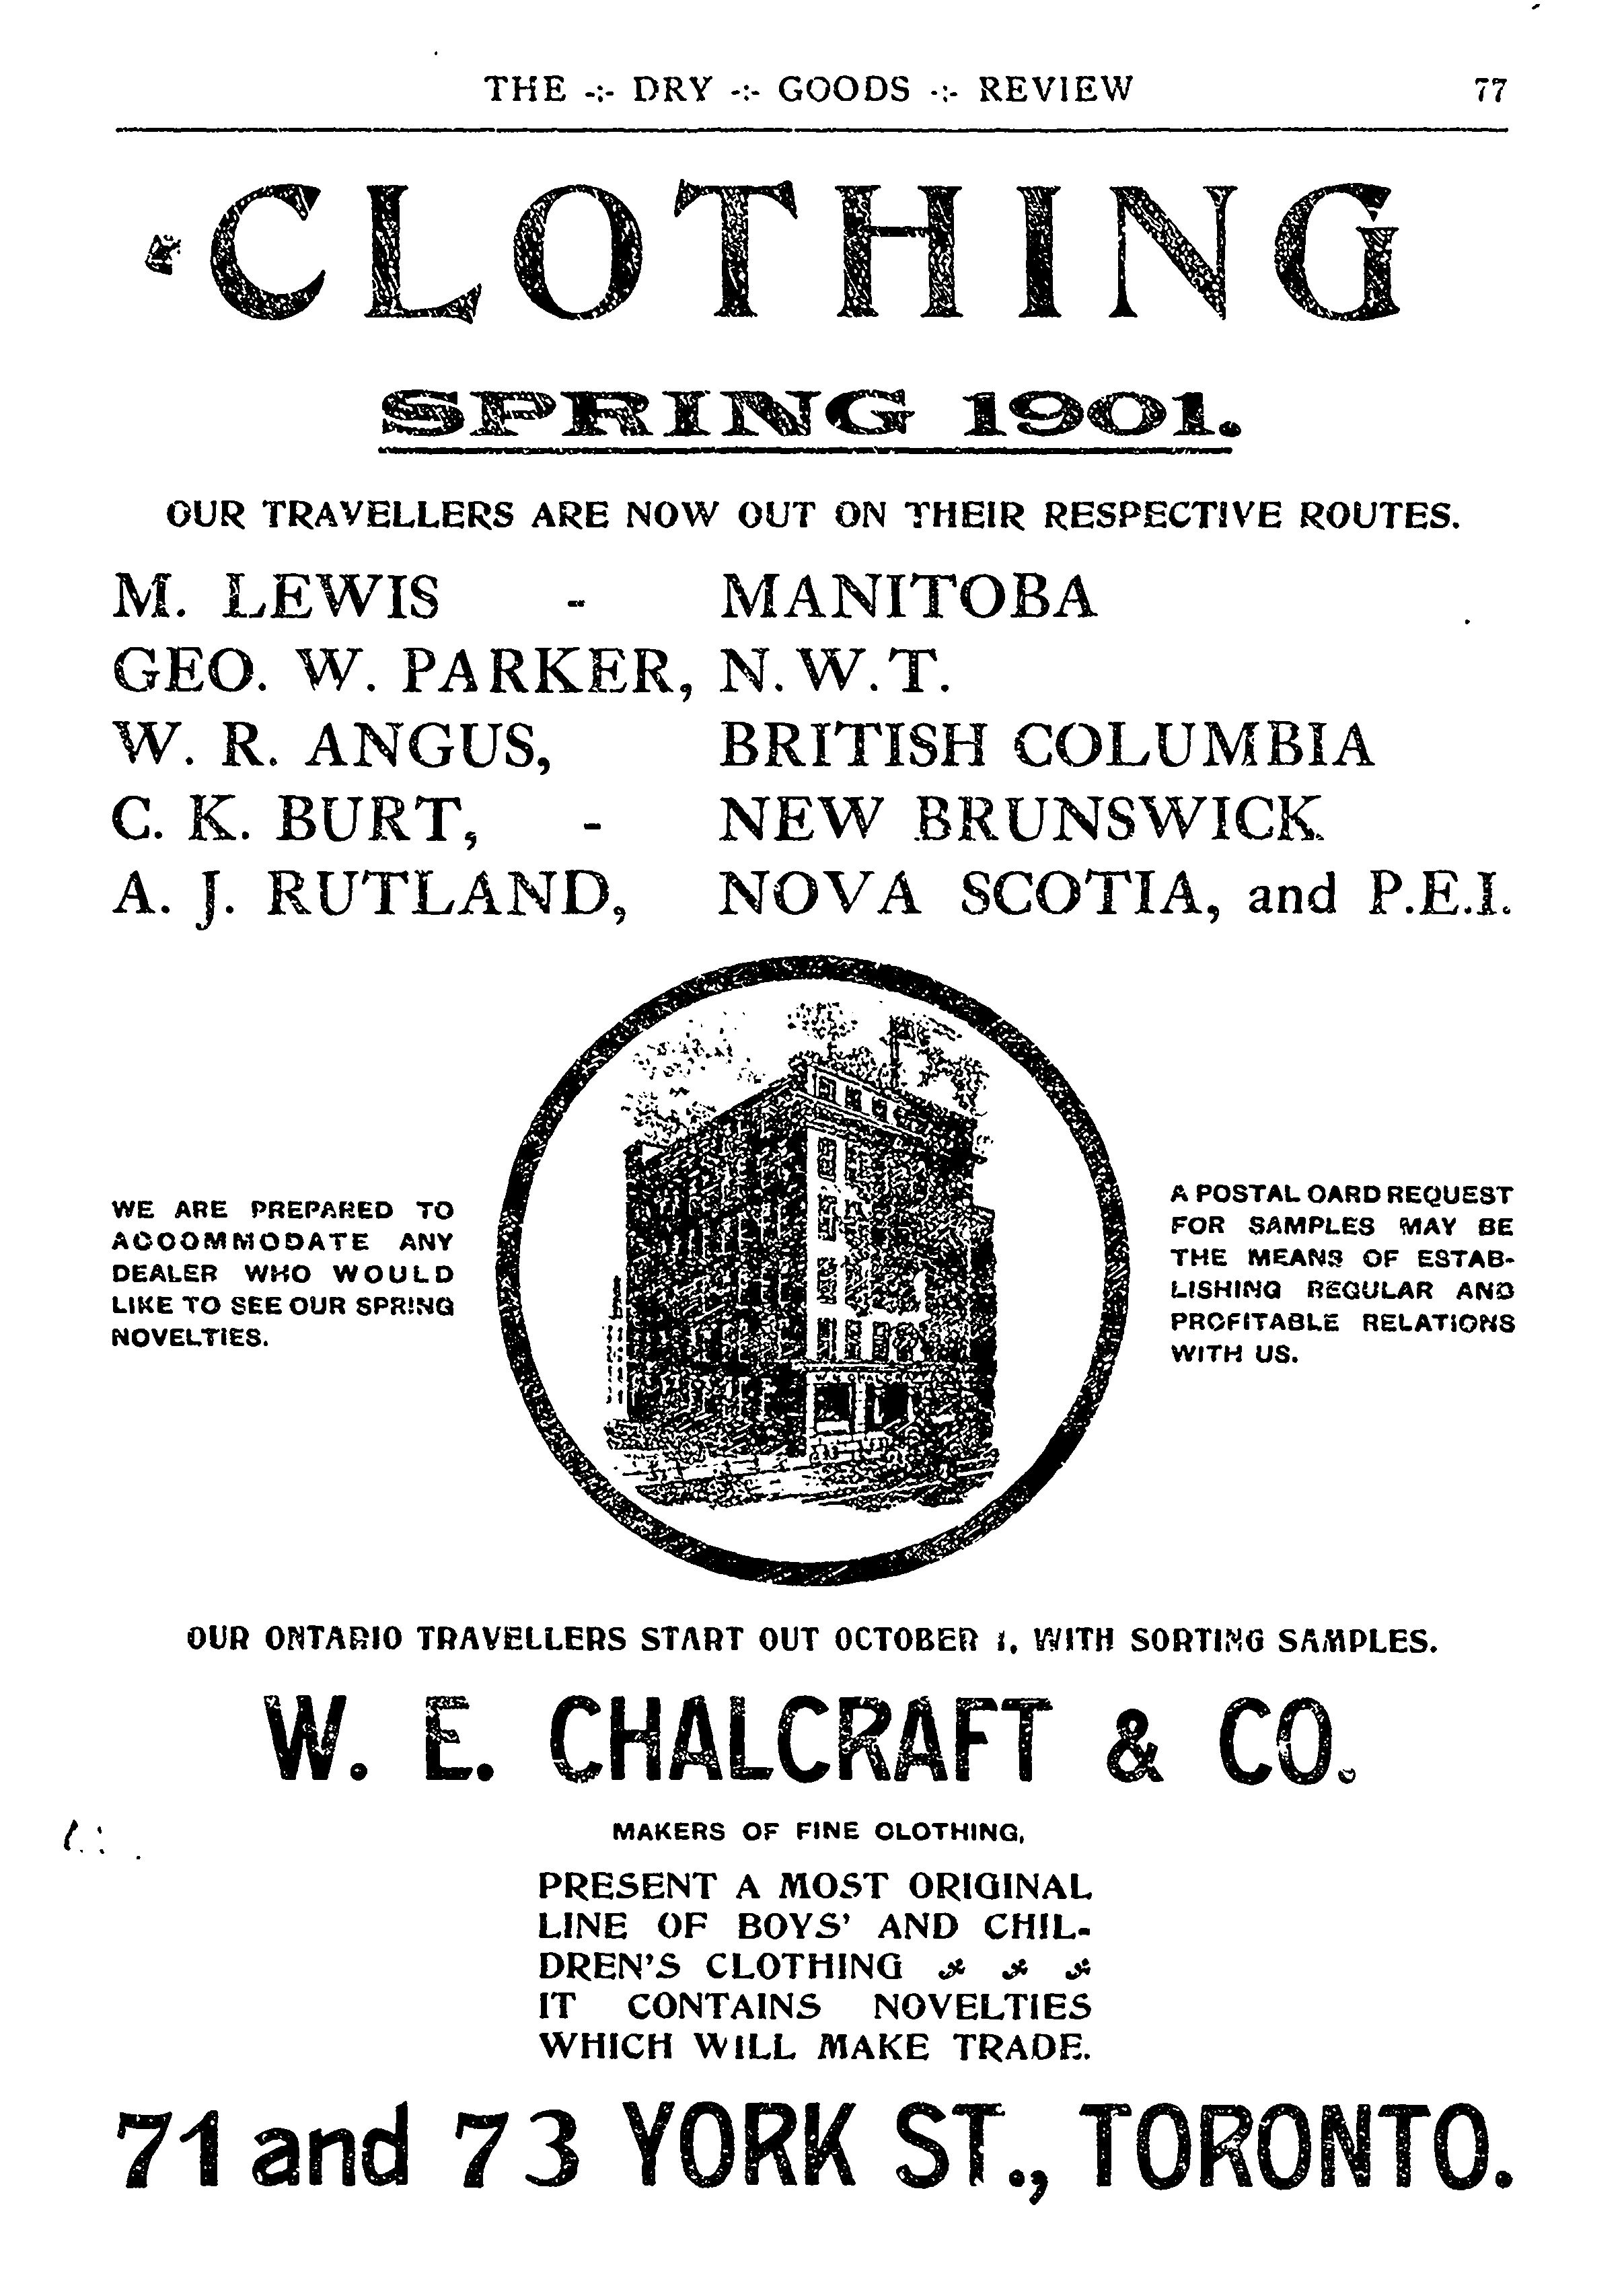 THE -:- DRY -:- GOODS -:- REVIEW 77
CLOTHING
SPRING 1901.
OUR TRAVELLERS ARE NOW OUT ON THEIR RESPECTIVE ROUTES.
M. LEWIS - MANITOBA
GEO. W. PARKER, N.W.T.
W. R. ANGUS, BRITISH COLUMBIA
C. K. BURT, - NEW BRUNSWICK
A. J. RUTLAND, NOVA SCOTIA, and P.E.I.
WE ARE PREPARED TO
ACCOMMODATE ANY
DEALER WHO WOULD
LIKE TO SEE OUR SPRING
NOVELTIES.
A POSTAL CARD REQUEST
FOR SAMPLES MAY BE
THE MEANS OF ESTAB-
LISHING REGULAR AND
PROFITABLE RELATIONS
WITH US.
OUR ONTARIO TRAVELLERS START OUT OCTOBER 1, WITH SORTING SAMPLES.
W. E. CHALCRAFT & CO.
MAKERS OF FINE CLOTHING,
PRESENT A MOST ORIGINAL
LINE OF BOYS' AND CHIL-
DREN'S CLOTHING
IT CONTAINS NOVELTIES
WHICH WILL MAKE TRADE.
71 and 73 YORK ST., TORONTO.